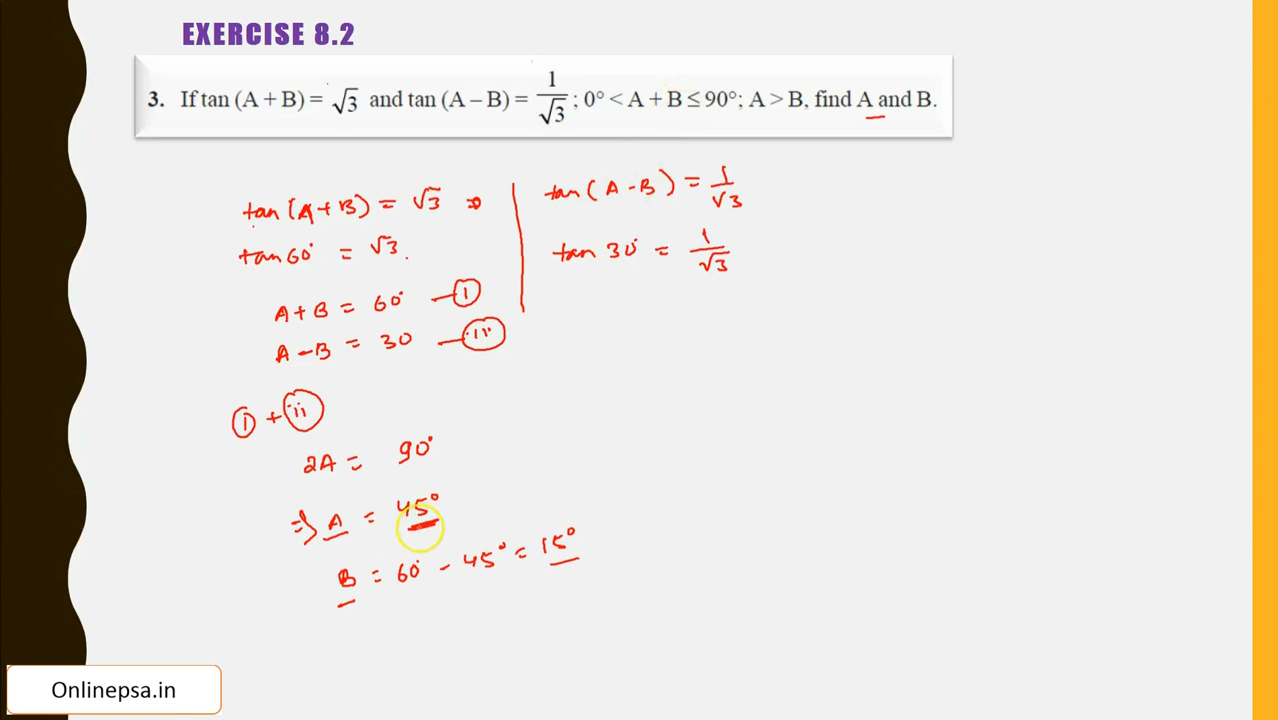 EXERCISE 8.2
3. If tan (A + B) = √3 and tan (A – B) = 1/√3 ; 0° < A + B ≤ 90°; A > B, find A and B.
tan (A + B) = √3 ⇒
tan 60° = √3.
tan (A - B) = 1/√3
tan 30° = 1/√3
A + B = 60° — i
A - B = 30 — ii
i + ii
2A = 90°
⇒ A = 45°
B = 60° - 45° = 15°
Onlinepsa.in